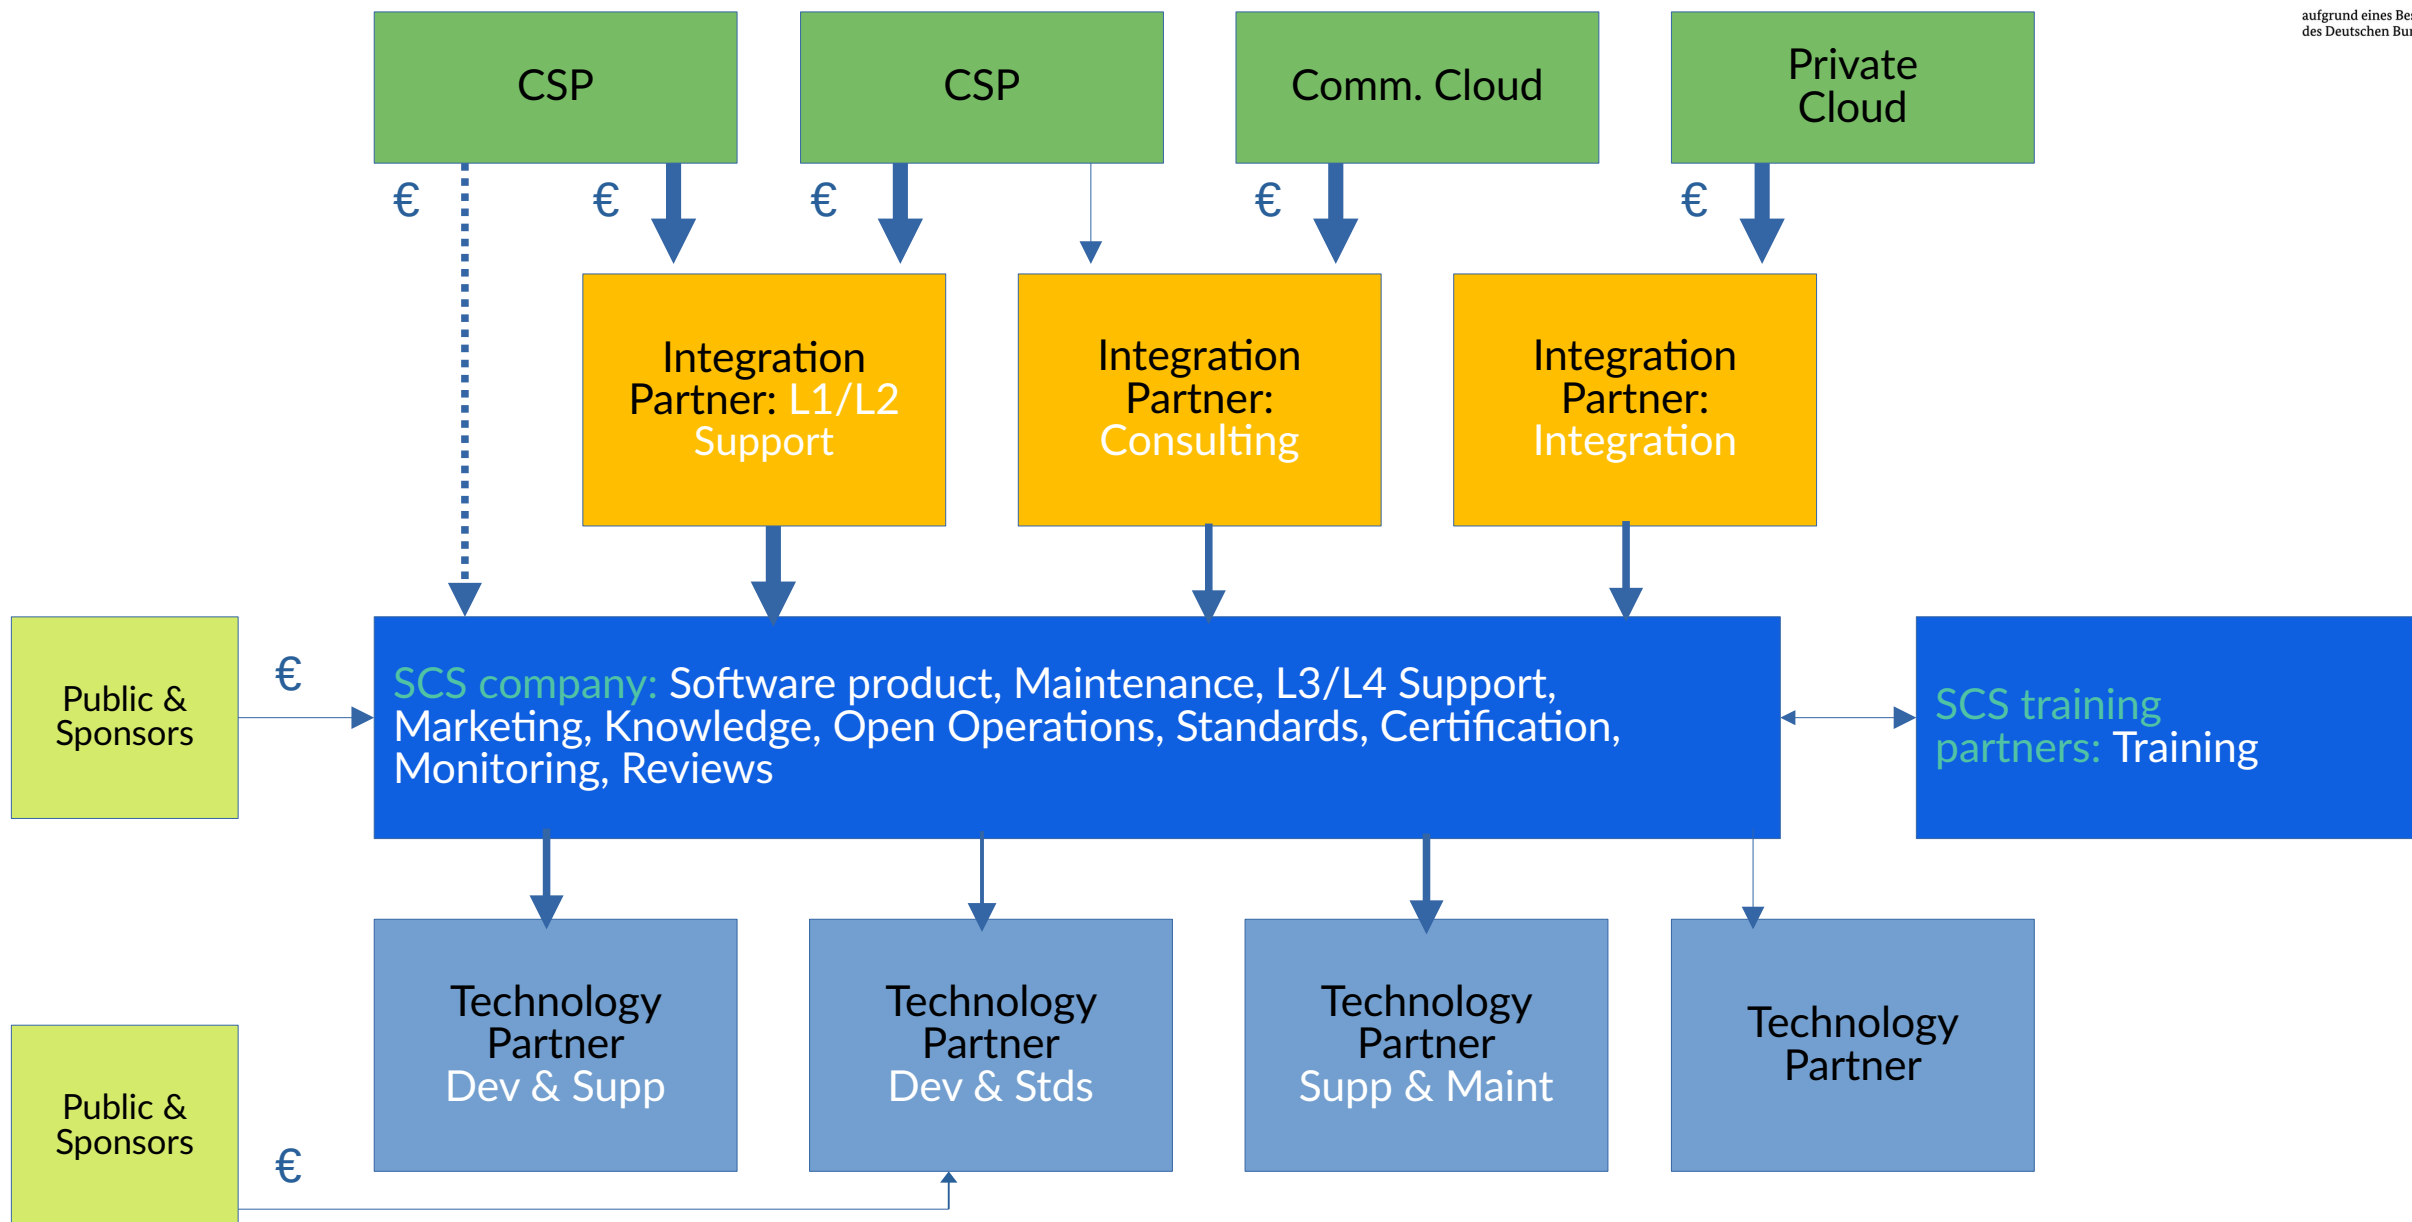 aufgrund eines
des Deutschen
CSP
CSP
Comm. Cloud
Private
Cloud
€
€
€
€
€
Integration
Partner: L1/L2
Support
Integration
Partner:
Consulting
Integration
Partner:
Integration
Public &
Sponsors
€
SCS company: Software product, Maintenance, L3/L4 Support,
Marketing, Knowledge, Open Operations, Standards, Certification,
Monitoring, Reviews
SCS training
partners: Training
Technology
Partner
Dev & Supp
Technology
Partner
Dev & Stds
Technology
Partner
Supp & Maint
Technology
Partner
Public &
Sponsors
€